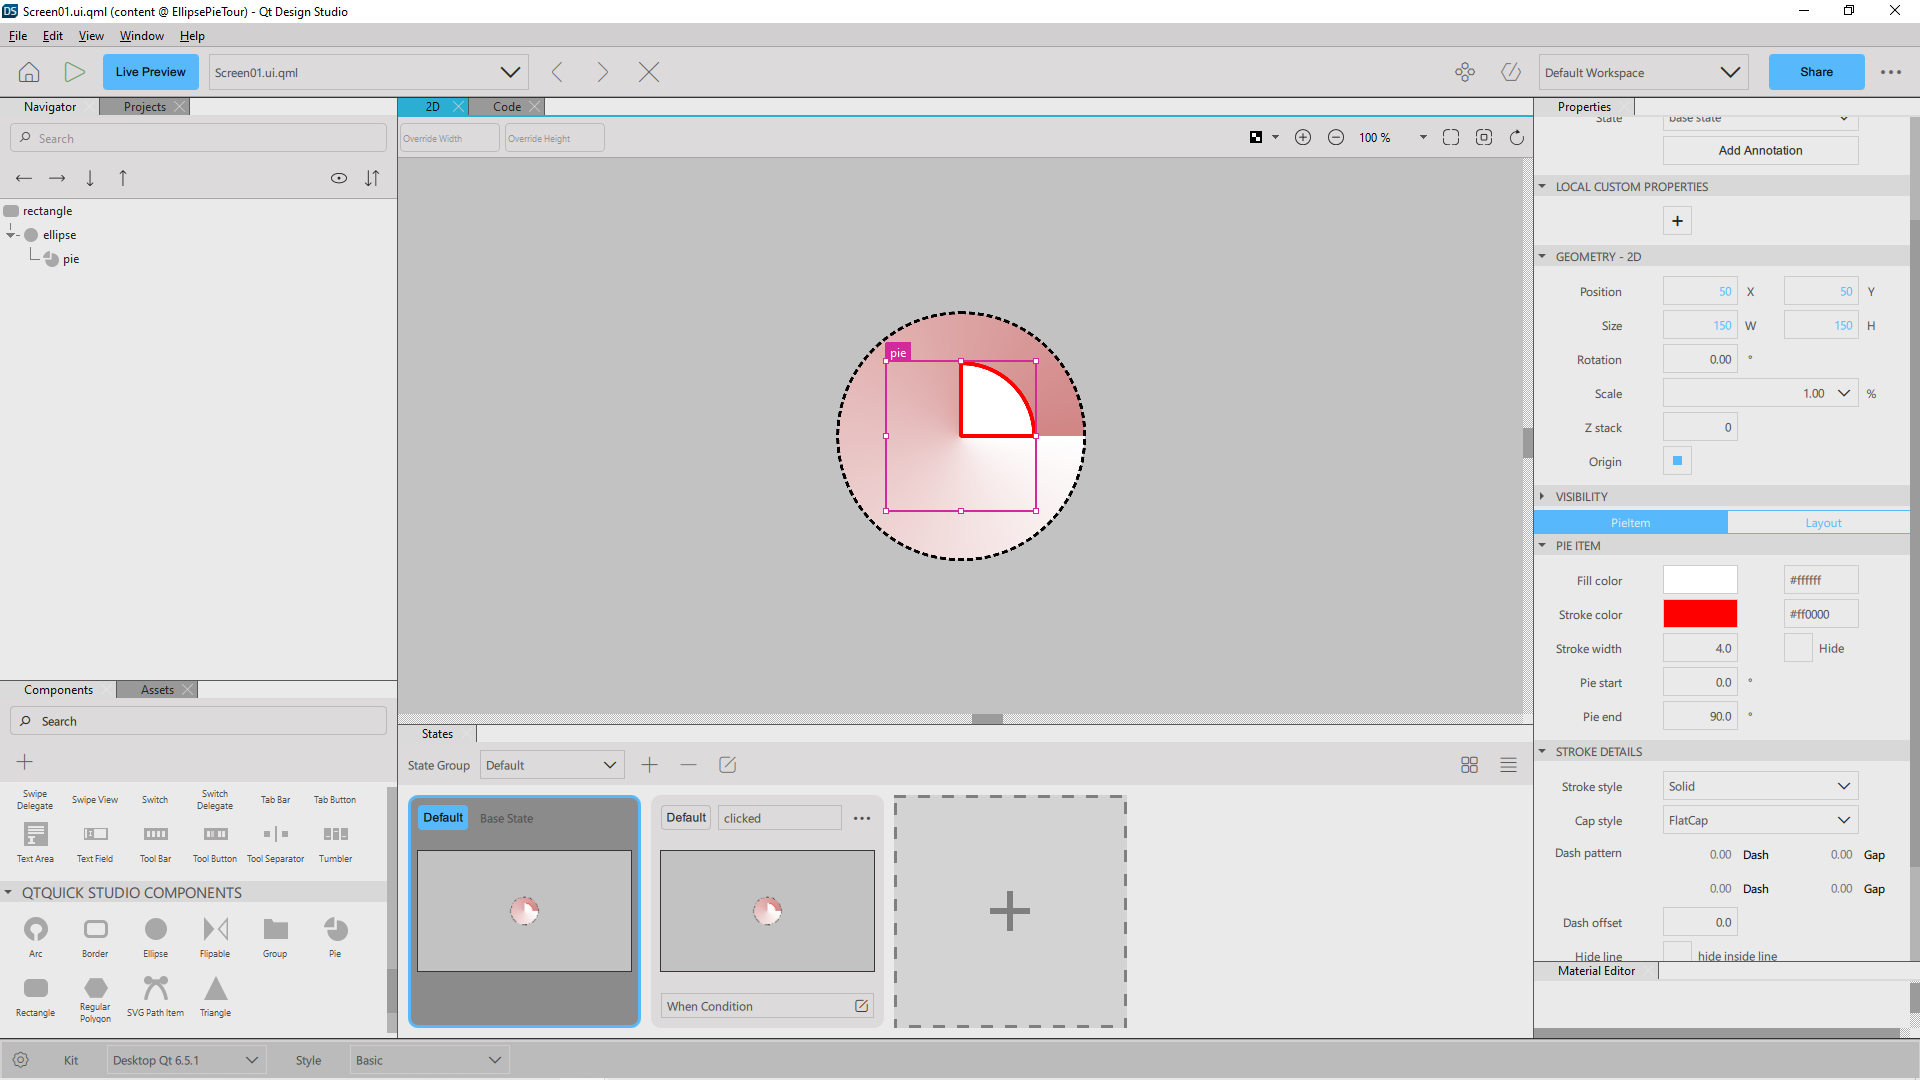 DS Screen01.ui.qml (content @ EllipsePieTour) - Qt Design Studio
File Edit View Window Help
Live Preview Screen01.ui.qml Default Workspace Share
Navigator Projects
Search
rectangle
ellipse
pie
Components Assets
Search
Swipe Delegate Swipe View Switch Switch Delegate Tab Bar Tab Button
Text Area Text Field Tool Bar Tool Button Tool Separator Tumbler
QTQUICK STUDIO COMPONENTS
Arc Border Ellipse Flipable Group Pie
Rectangle Regular Polygon SVG Path Item Triangle
2D Code
Override Width Override Height 100 %
pie
States
State Group Default
Default Base State
Default clicked
When Condition
Properties
State base state
Add Annotation
LOCAL CUSTOM PROPERTIES
GEOMETRY - 2D
Position 50 X 50 Y
Size 150 W 150 H
Rotation 0.00 °
Scale 1.00 %
Z stack 0
Origin
VISIBILITY
PieItem Layout
PIE ITEM
Fill color #ffffff
Stroke color #ff0000
Stroke width 4.0 Hide
Pie start 0.0 °
Pie end 90.0 °
STROKE DETAILS
Stroke style Solid
Cap style FlatCap
Dash pattern 0.00 Dash 0.00 Gap
0.00 Dash 0.00 Gap
Dash offset 0.0
Hide line hide inside line
Material Editor
Kit Desktop Qt 6.5.1 Style Basic